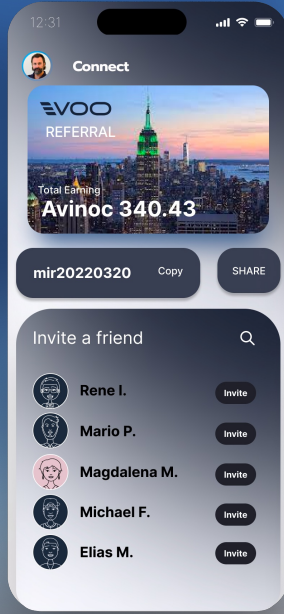 12:31
Connect
EVOO
REFERRAL
Total Earning
Avinoc 340.43
mir20220320 Copy SHARE
Invite a friend
Rene I. Invite
Mario P. Invite
Magdalena M. Invite
Michael F. Invite
Elias M. Invite